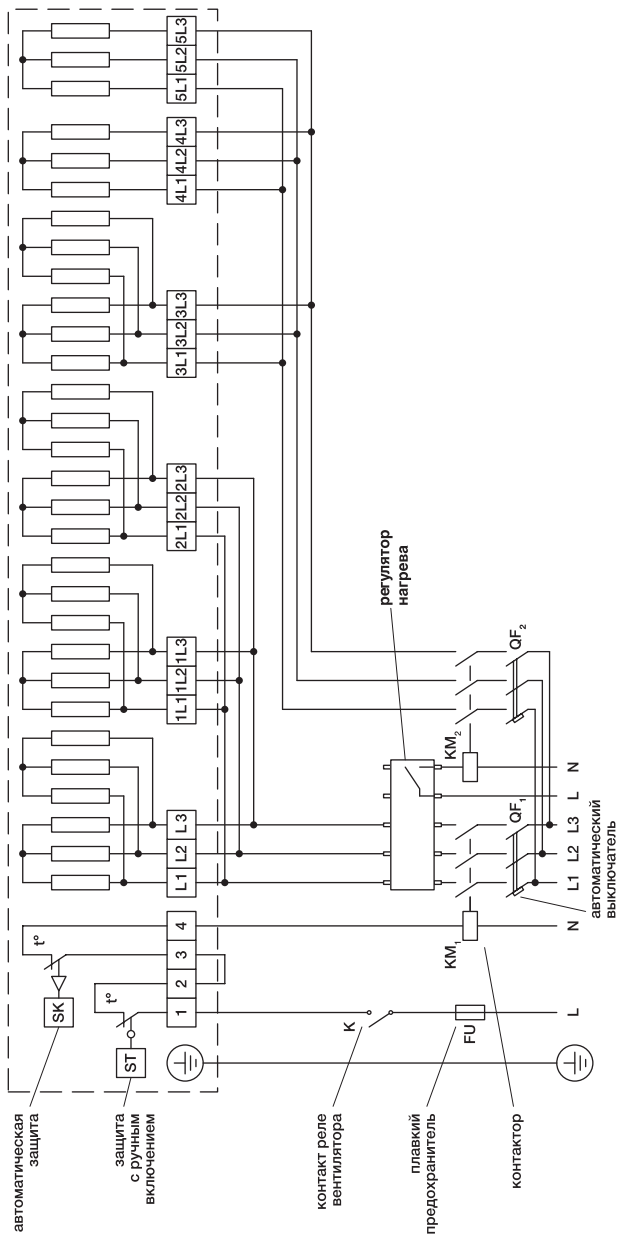 автоматическая
защита
защита
с ручным
включением
контакт реле
вентилятора
плавкий
предохранитель
контактор
автоматический
выключатель
регулятор
нагрева
SK
t°
ST
t°
1
2
3
4
L1
L2
L3
1L1
1L2
1L3
2L1
2L2
2L3
3L1
3L2
3L3
4L1
4L2
4L3
5L1
5L2
5L3
K
FU
KM1
KM2
QF1
QF2
L
N
L1
L2
L3
L
N